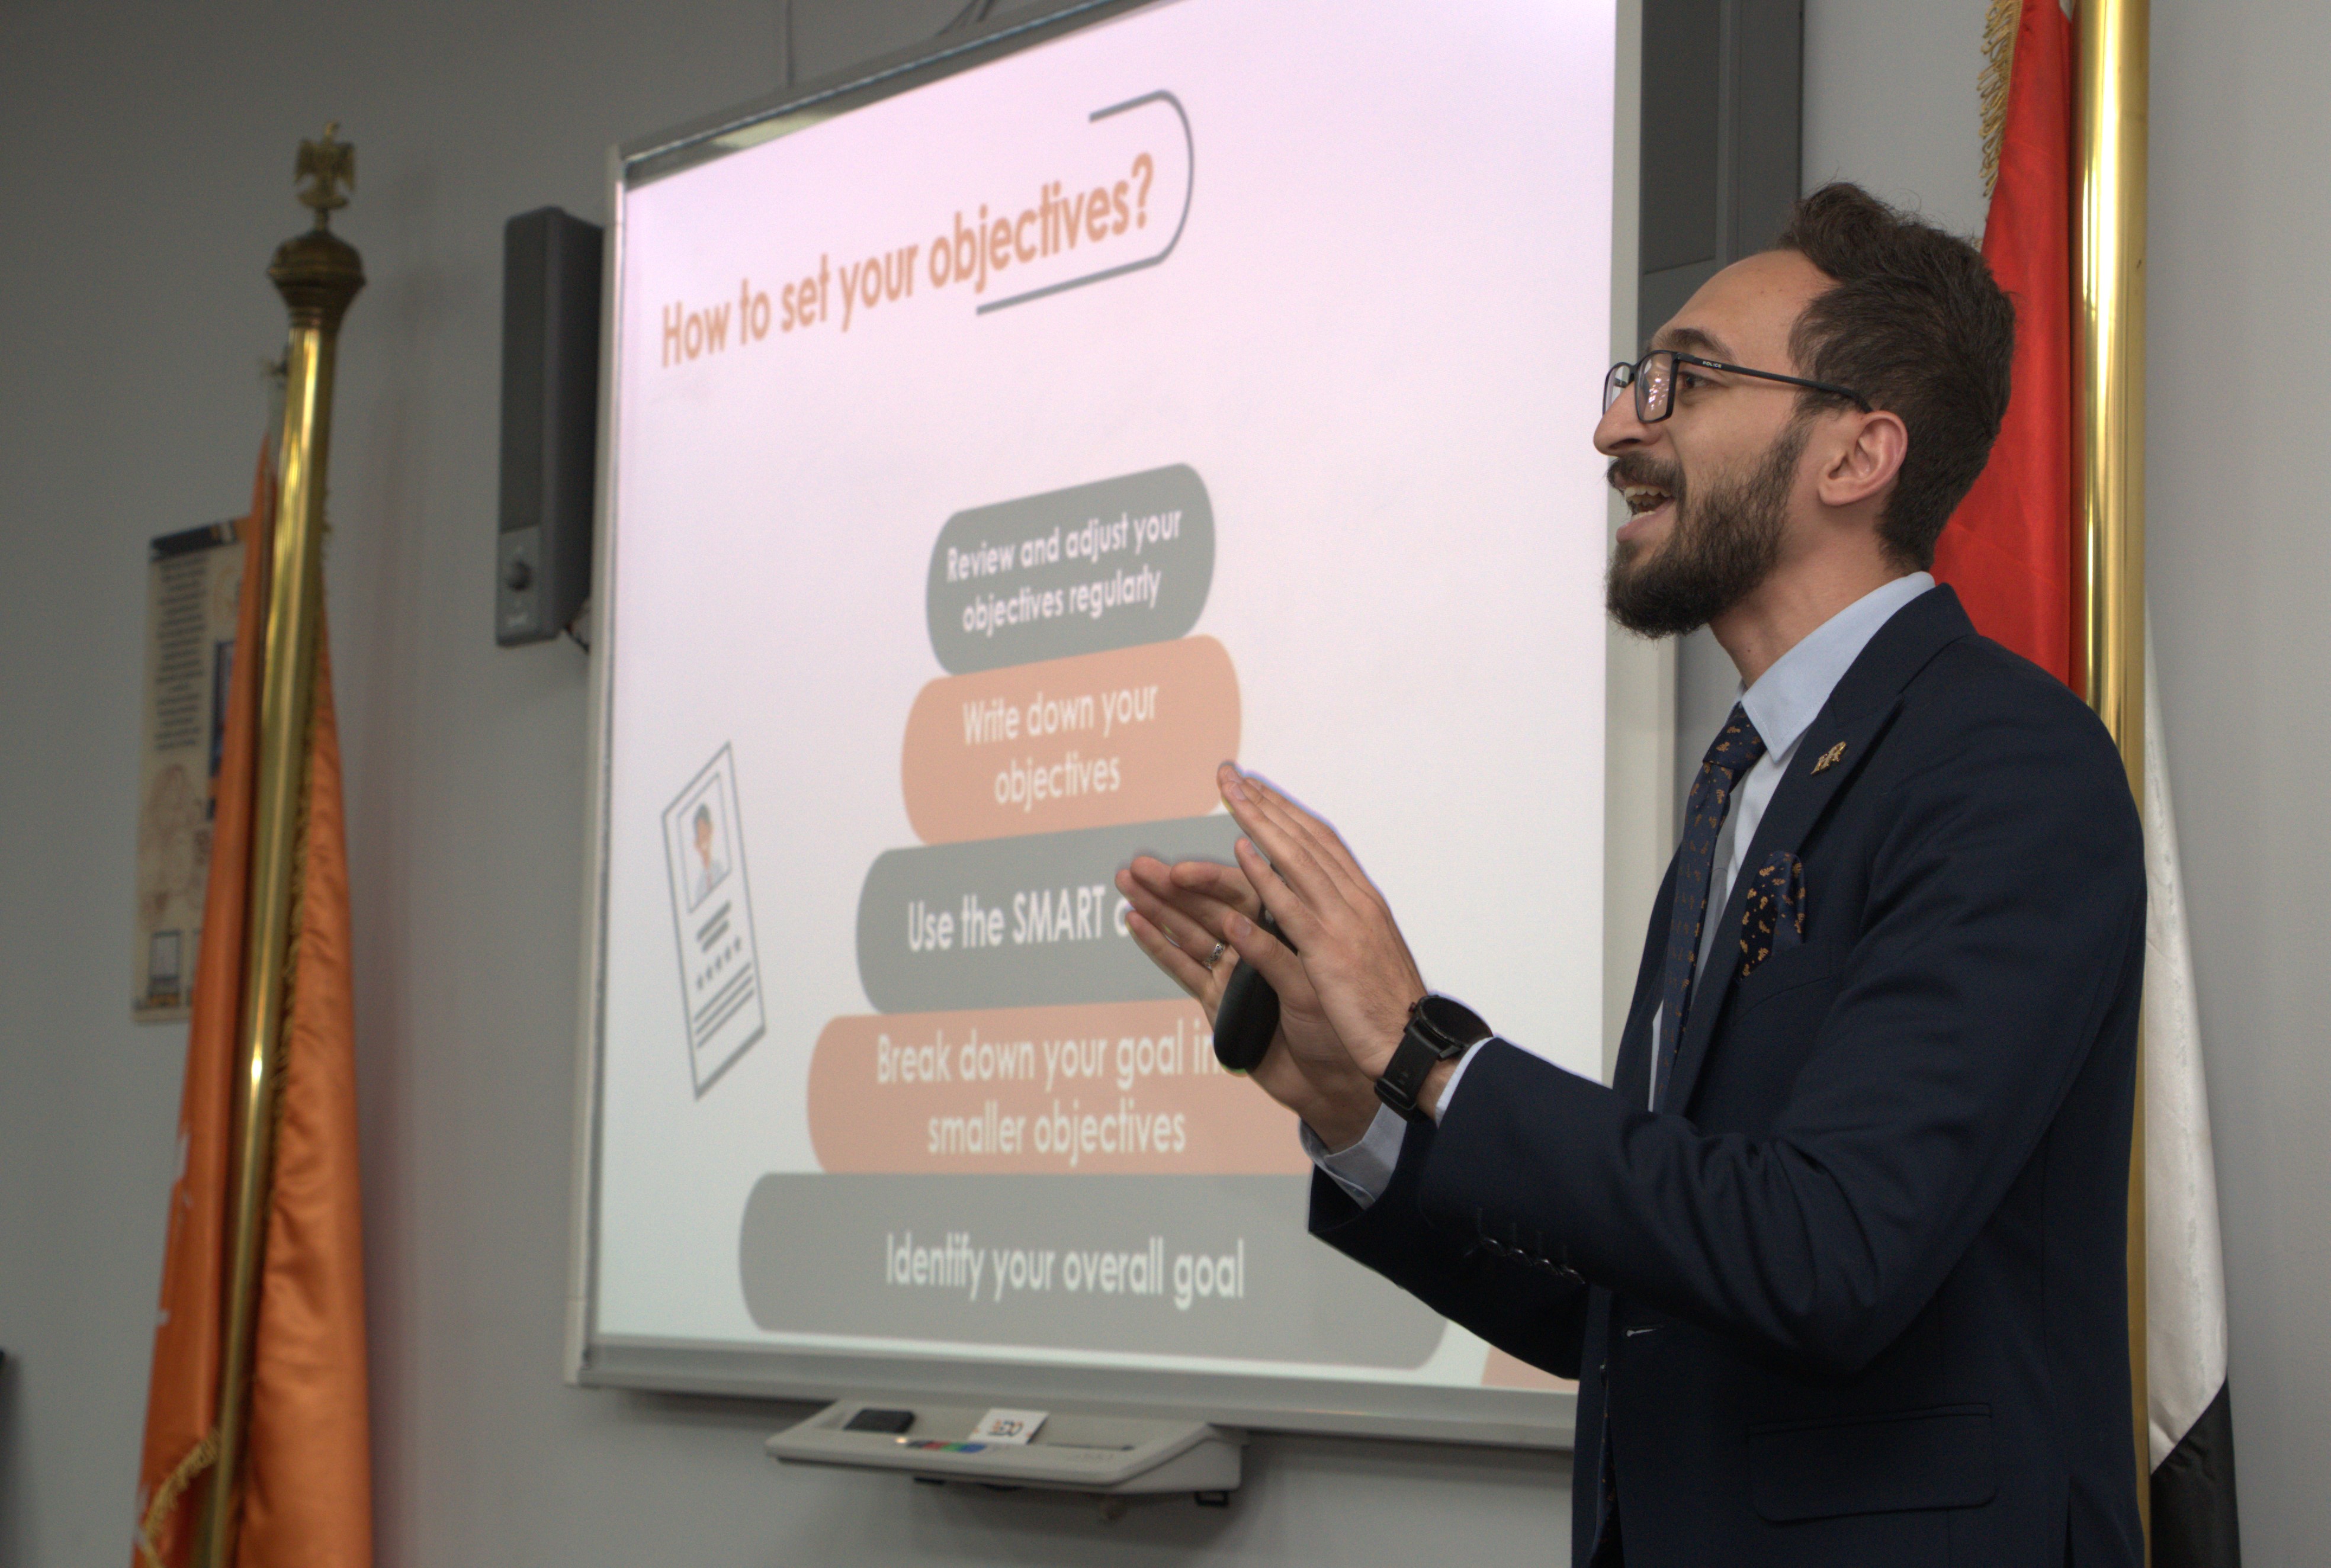 How to set your objectives?
Review and adjust your
objectives regularly
Write down your
objectives
Use the SMART
Break down your goal
smaller objectives
Identify your overall goal
POLICE